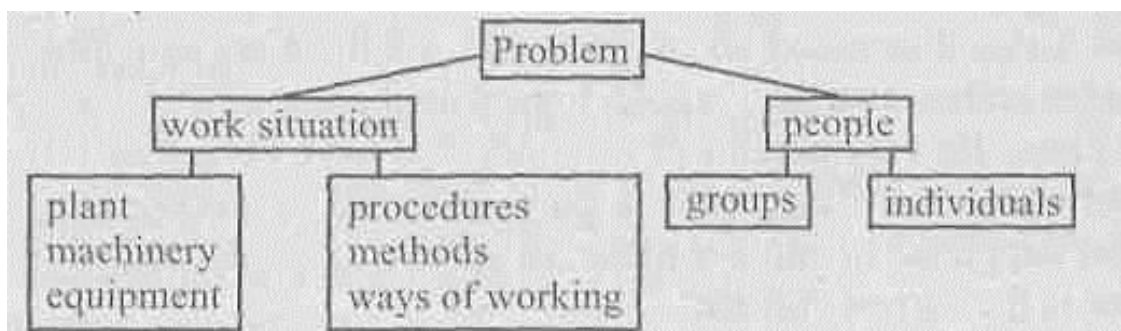 Problem
work situation
people
plant
machinery
equipment
procedures
methods
ways of working
groups
individuals